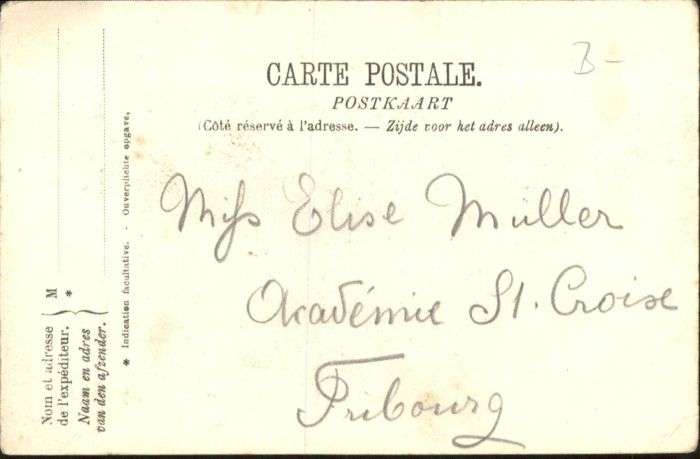 CARTE POSTALE.
POSTKAART
(Côté réservé à l'adresse. — Zijde voor het adres alleen).
B-
Miss Elise Müller
Académie St. Croise
Fribourg
Nom et adresse
de l'expéditeur.
Naam en adres
van den afzender.
M
*
* Indication facultative. - Onverplichte opgave.